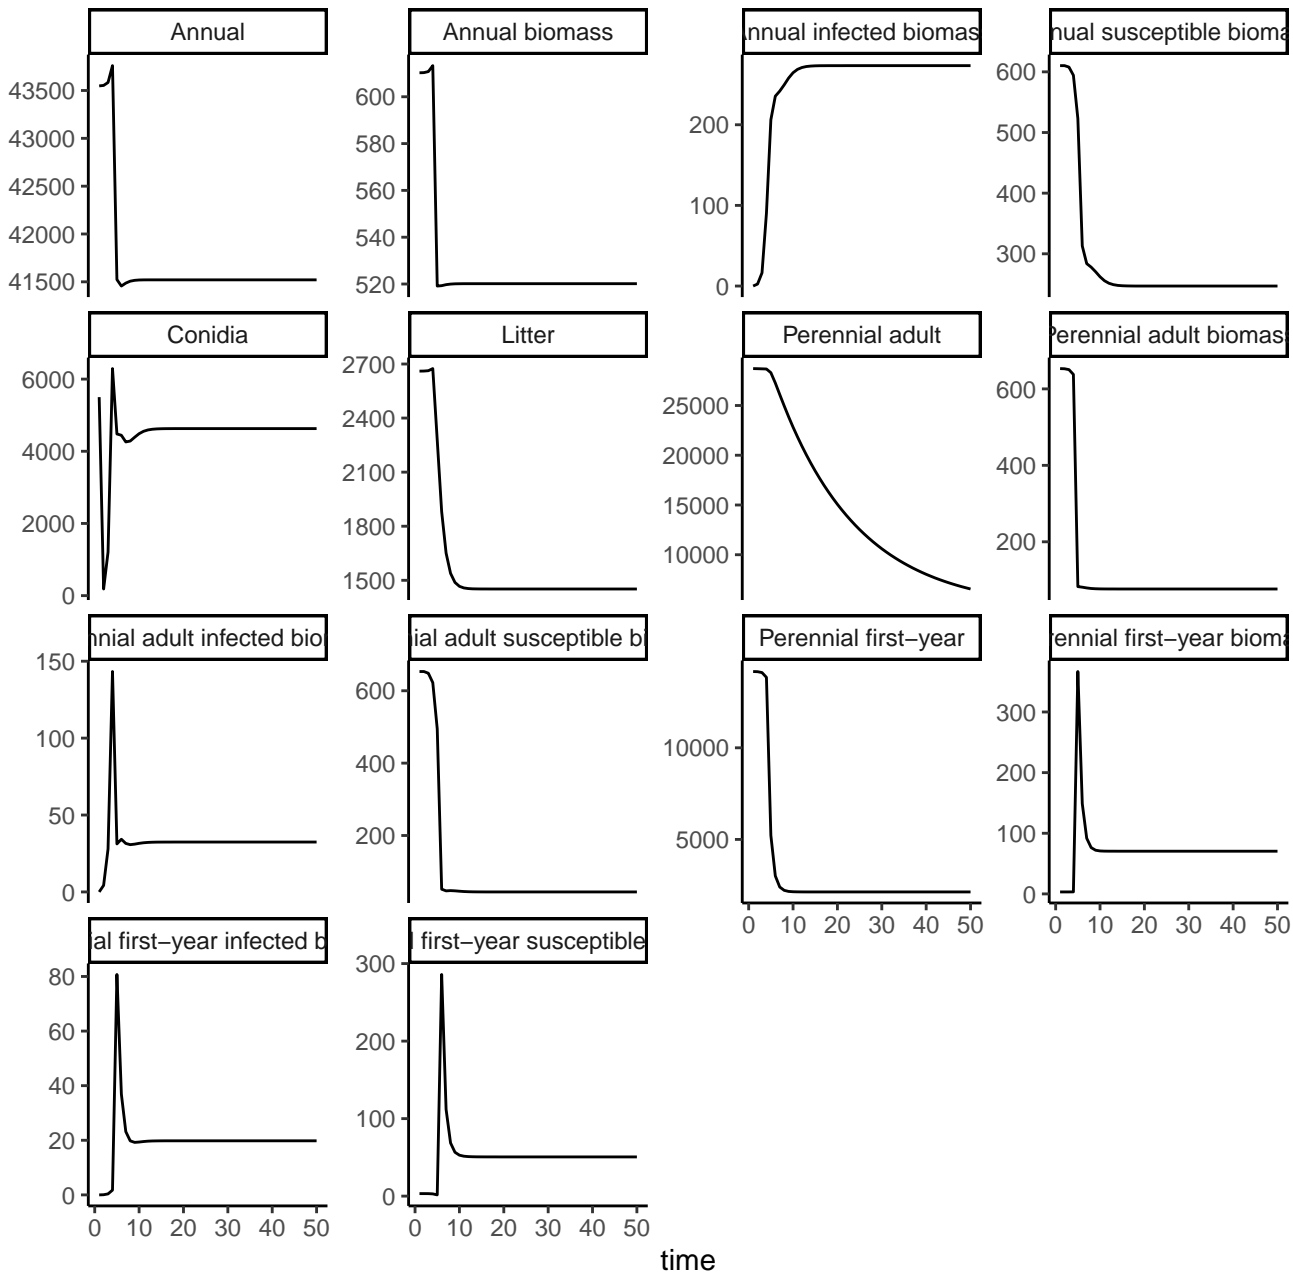 Annual
Annual biomass
Annual infected biomas
nual susceptible bioma
43500
43000
42500
42000
41500
600
580
560
540
520
200
100
0
600
500
400
300
Conidia
Litter
Perennial adult
Perennial adult biomass
6000
4000
2000
0
2700
2400
2100
1800
1500
25000
20000
15000
10000
600
400
200
nnial adult infected bion
nial adult susceptible bi
Perennial first−year
rennial first−year bioma
150
100
50
0
600
400
200
10000
5000
300
200
100
0
0 10 20 30 40 50
0 10 20 30 40 50
ial first−year infected b
l first−year susceptible
80
60
40
20
0
300
200
100
0
0 10 20 30 40 50
0 10 20 30 40 50
time